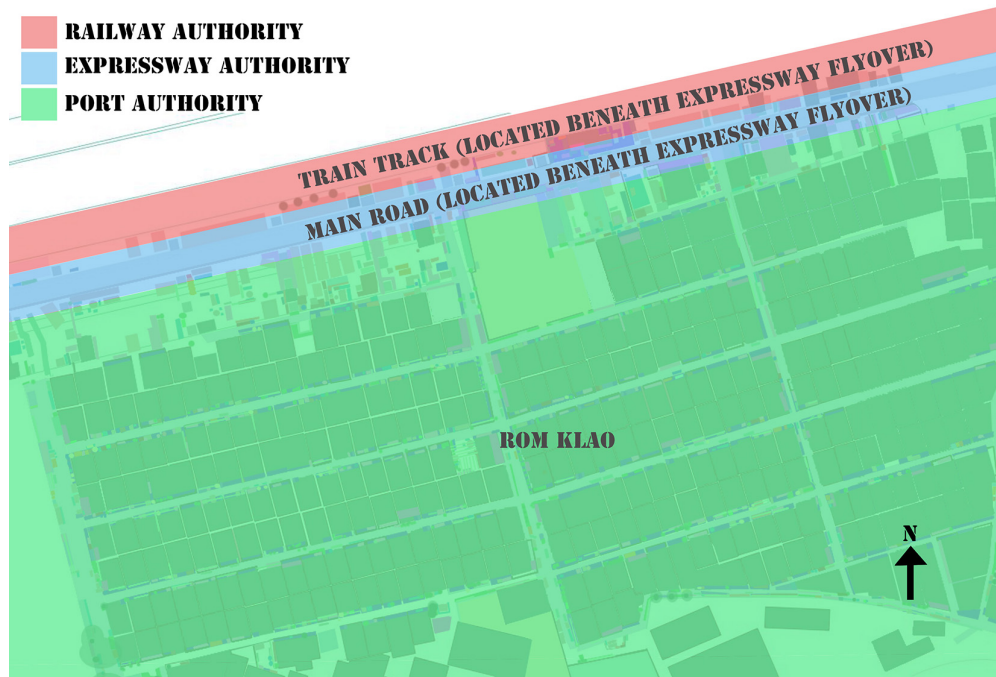 RAILWAY AUTHORITY
EXPRESSWAY AUTHORITY
PORT AUTHORITY
TRAIN TRACK (LOCATED BENEATH EXPRESSWAY FLYOVER)
MAIN ROAD (LOCATED BENEATH EXPRESSWAY FLYOVER)
ROM KLAO
N